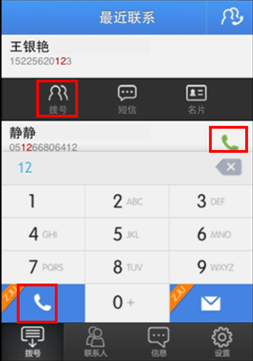 最近联系
王银艳
15225620123
拨号 短信 名片
静静
051266806412
12
1 2 ABC 3 DEF
4 GHI 5 JKL 6 MNO
7 PQRS 8 TUV 9 WXYZ
0 +
拨号 联系人 信息 设置